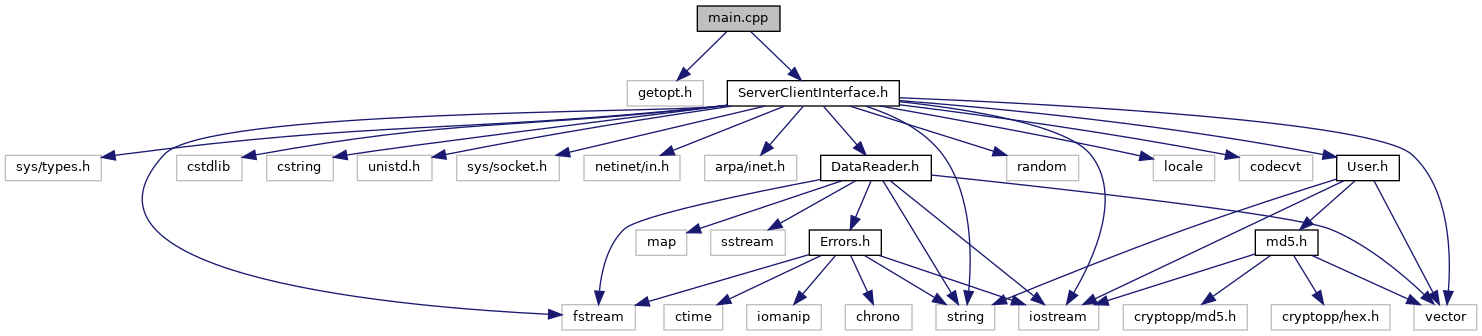 main.cpp
getopt.h
ServerClientInterface.h
sys/types.h
cstdlib
cstring
unistd.h
sys/socket.h
netinet/in.h
arpa/inet.h
DataReader.h
random
locale
codecvt
User.h
map
sstream
Errors.h
md5.h
fstream
ctime
iomanip
chrono
string
iostream
cryptopp/md5.h
cryptopp/hex.h
vector